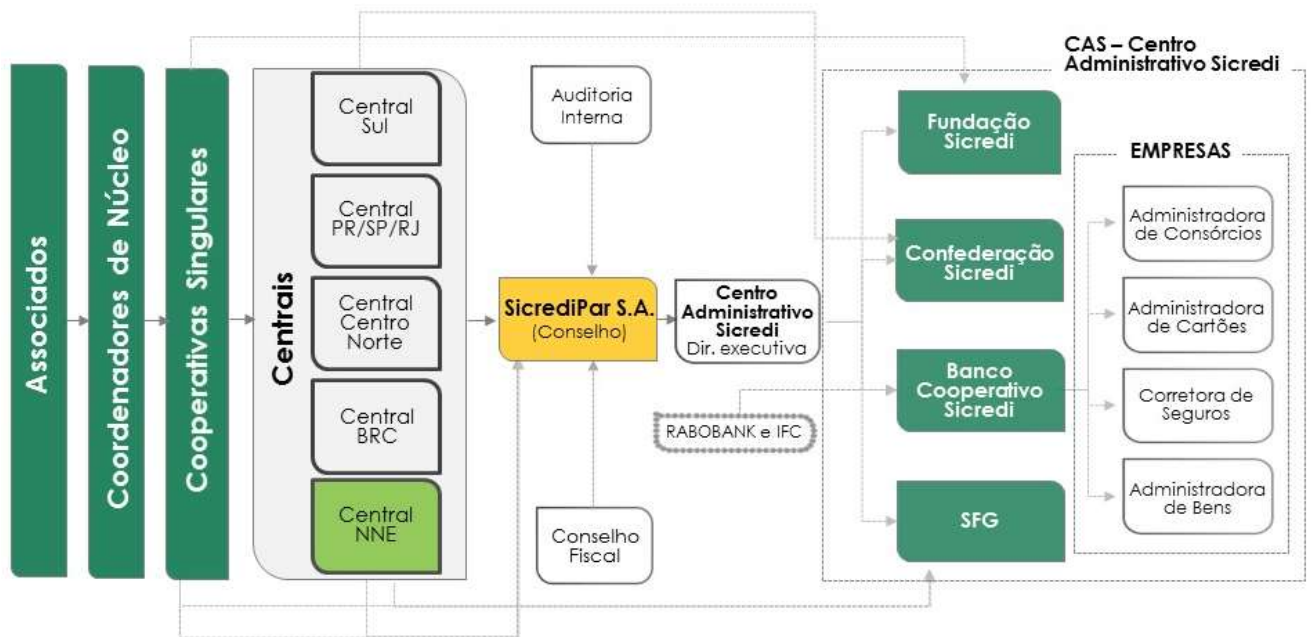 Associados
Coordenadores de Núcleo
Cooperativas Singulares
Centrais
Central
Sul
Central
PR/SP/RJ
Central
Centro
Norte
Central
BRC
Central
NNE
Auditoria
Interna
SicrediPar S.A.
(Conselho)
Conselho
Fiscal
Centro
Administrativo
Sicredi
Dir. executiva
RABOBANK e IFC
CAS – Centro
Administrativo Sicredi
Fundação
Sicredi
Confederação
Sicredi
Banco
Cooperativo
Sicredi
SFG
EMPRESAS
Administradora
de Consórcios
Administradora
de Cartões
Corretora de
Seguros
Administradora
de Bens